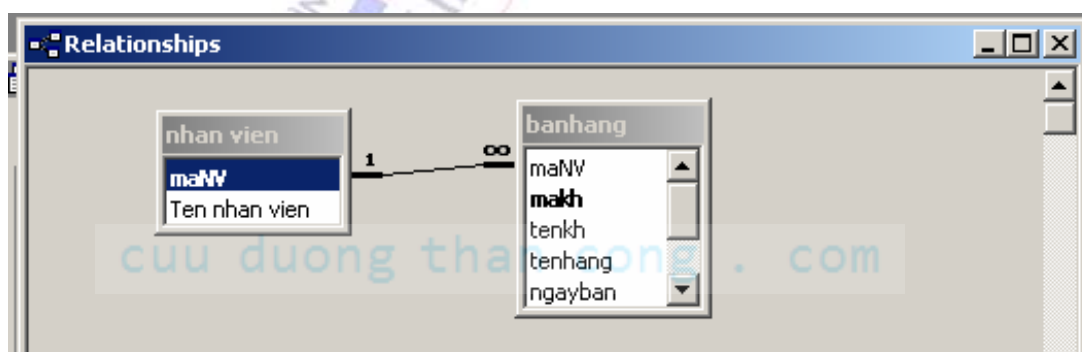 Relationships
nhan vien
maNV
Ten nhan vien
1
∞
banhang
maNV
makh
tenkh
tenhang
ngayban
cuu duong than cong . com